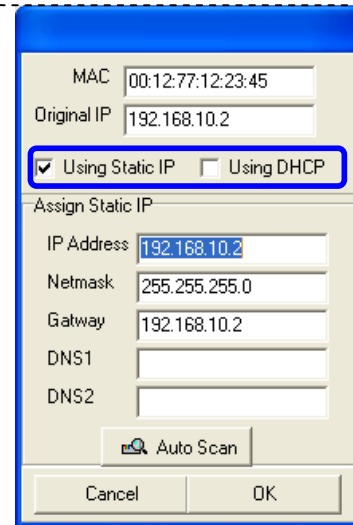 MAC 00:12:77:12:23:45
Original IP 192.168.10.2
Using Static IP Using DHCP
Assign Static IP
IP Address 192.168.10.2
Netmask 255.255.255.0
Gatway 192.168.10.2
DNS1
DNS2
Auto Scan
Cancel OK